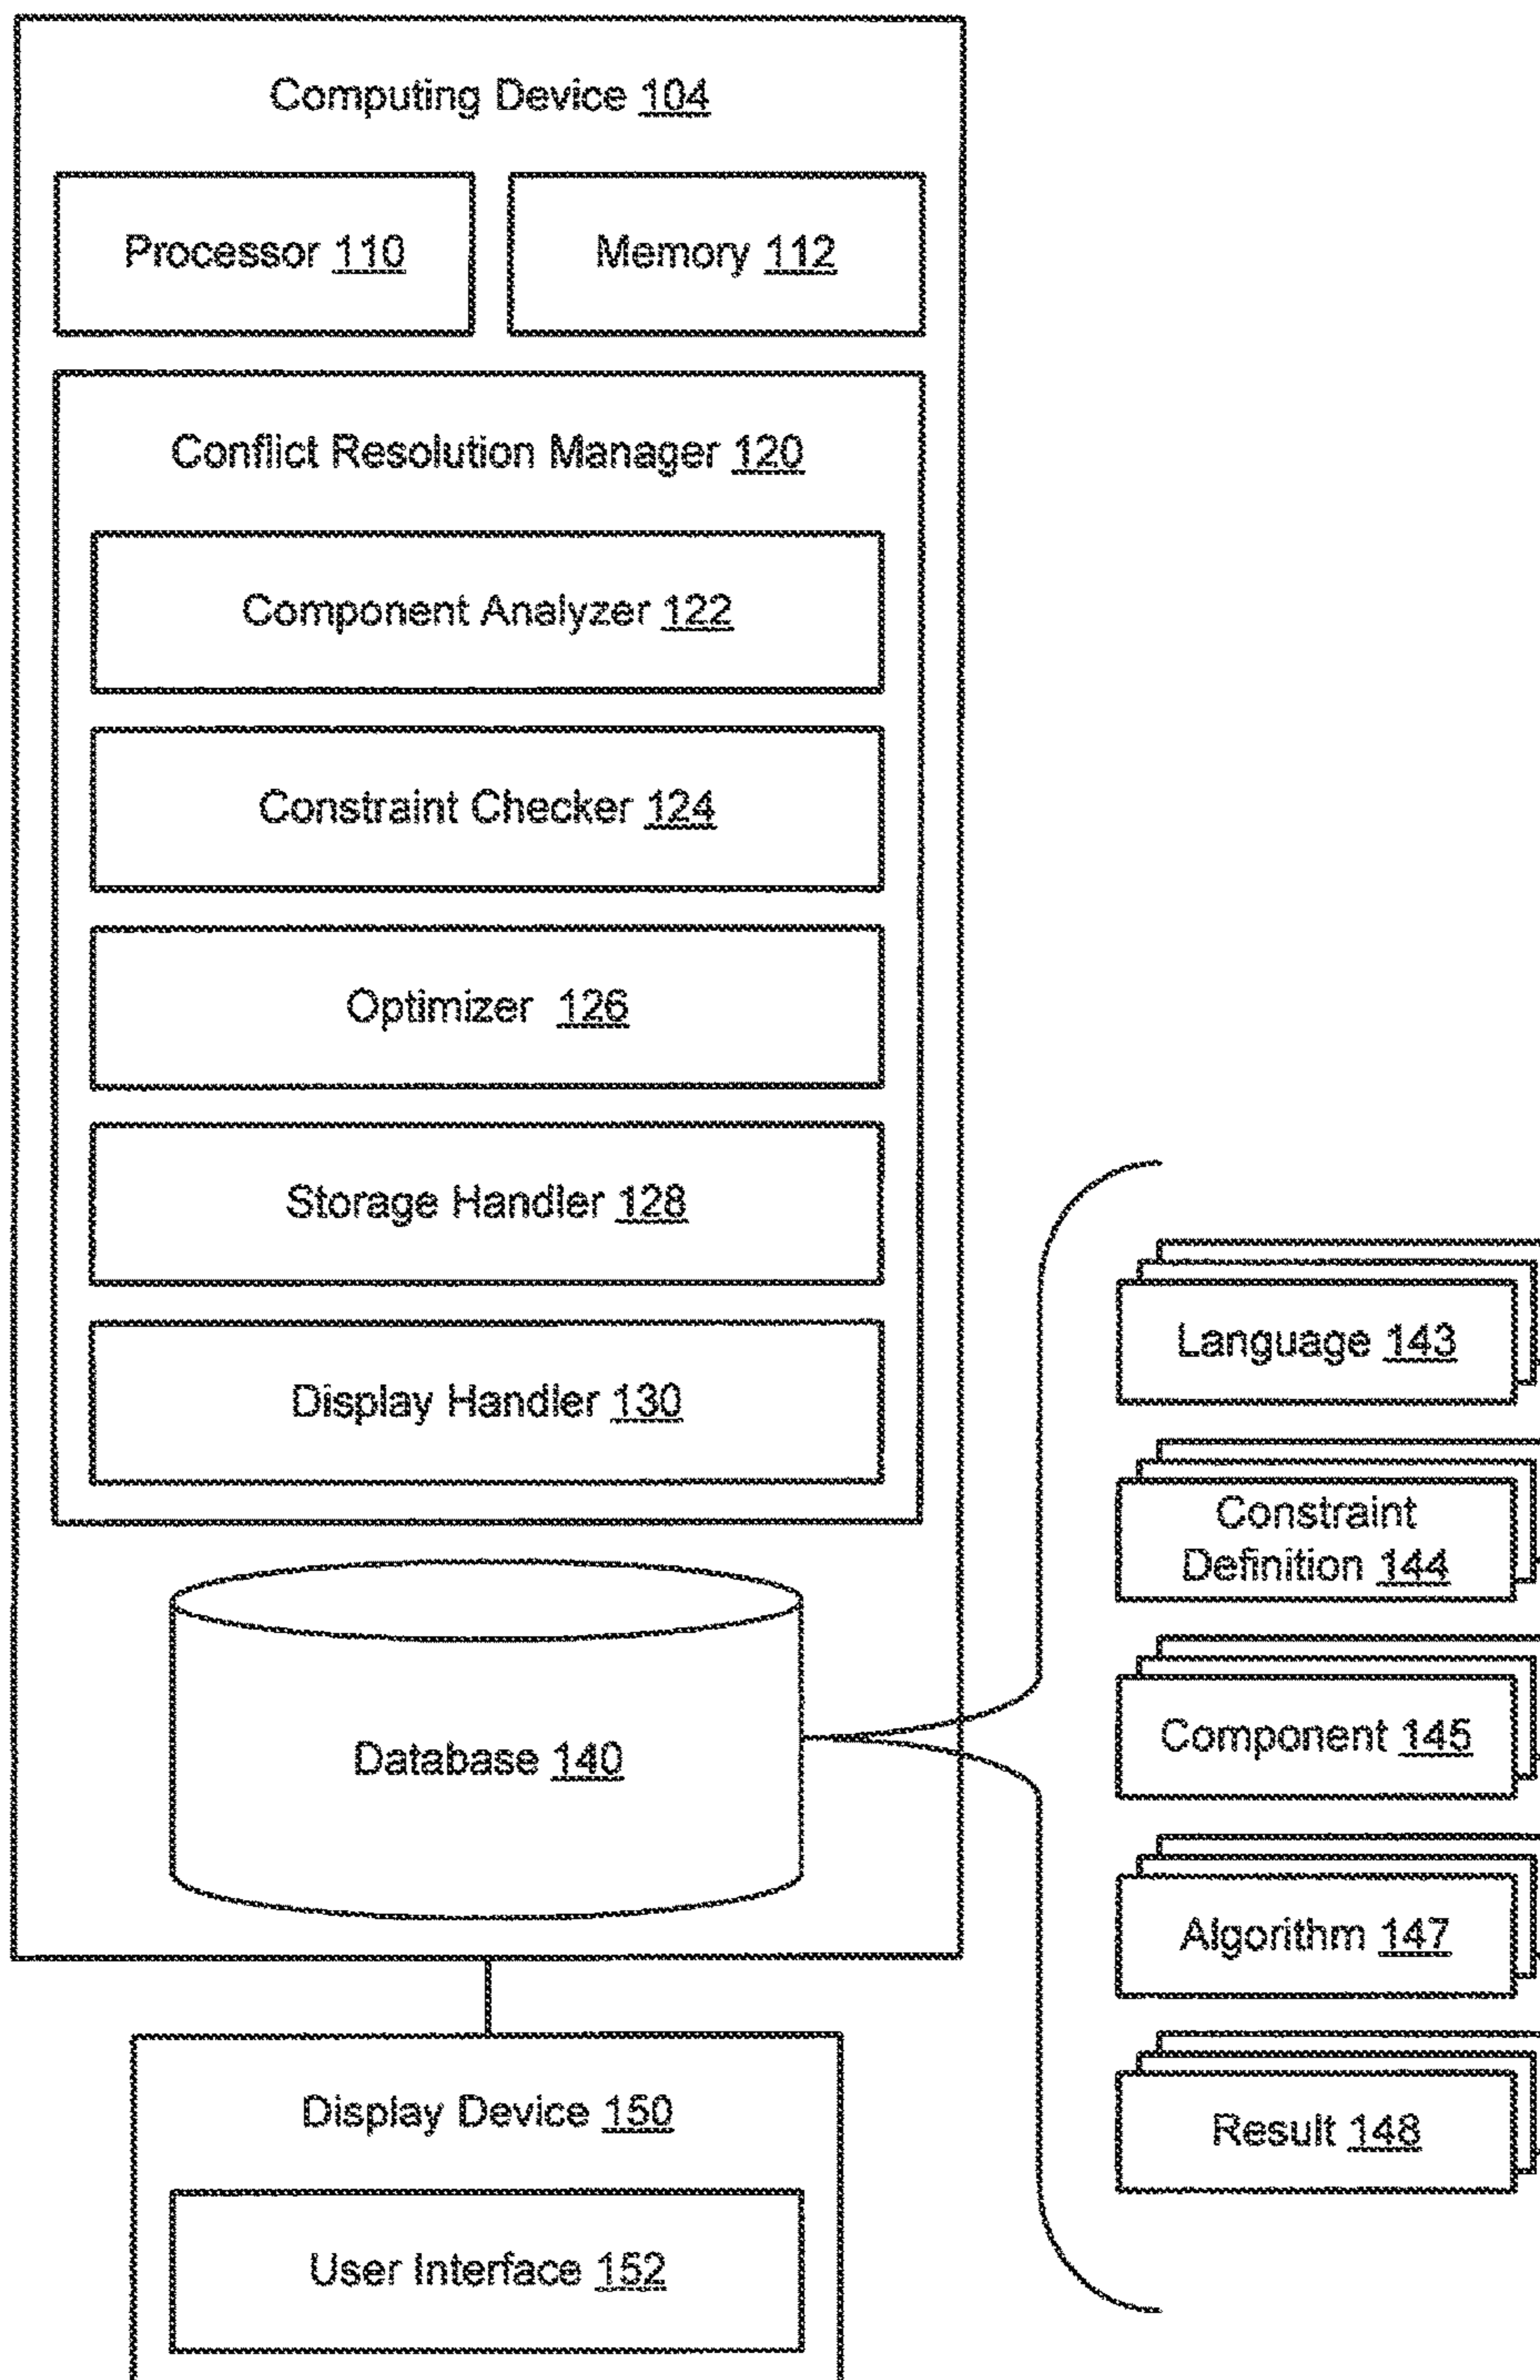 Computing Device 104
Processor 110
Memory 112
Conflict Resolution Manager 120
Component Analyzer 122
Constraint Checker 124
Optimizer 126
Storage Handler 128
Display Handler 130
Database 140
Language 143
Constraint
Definition 144
Component 145
Algorithm 147
Result 148
Display Device 150
User Interface 152